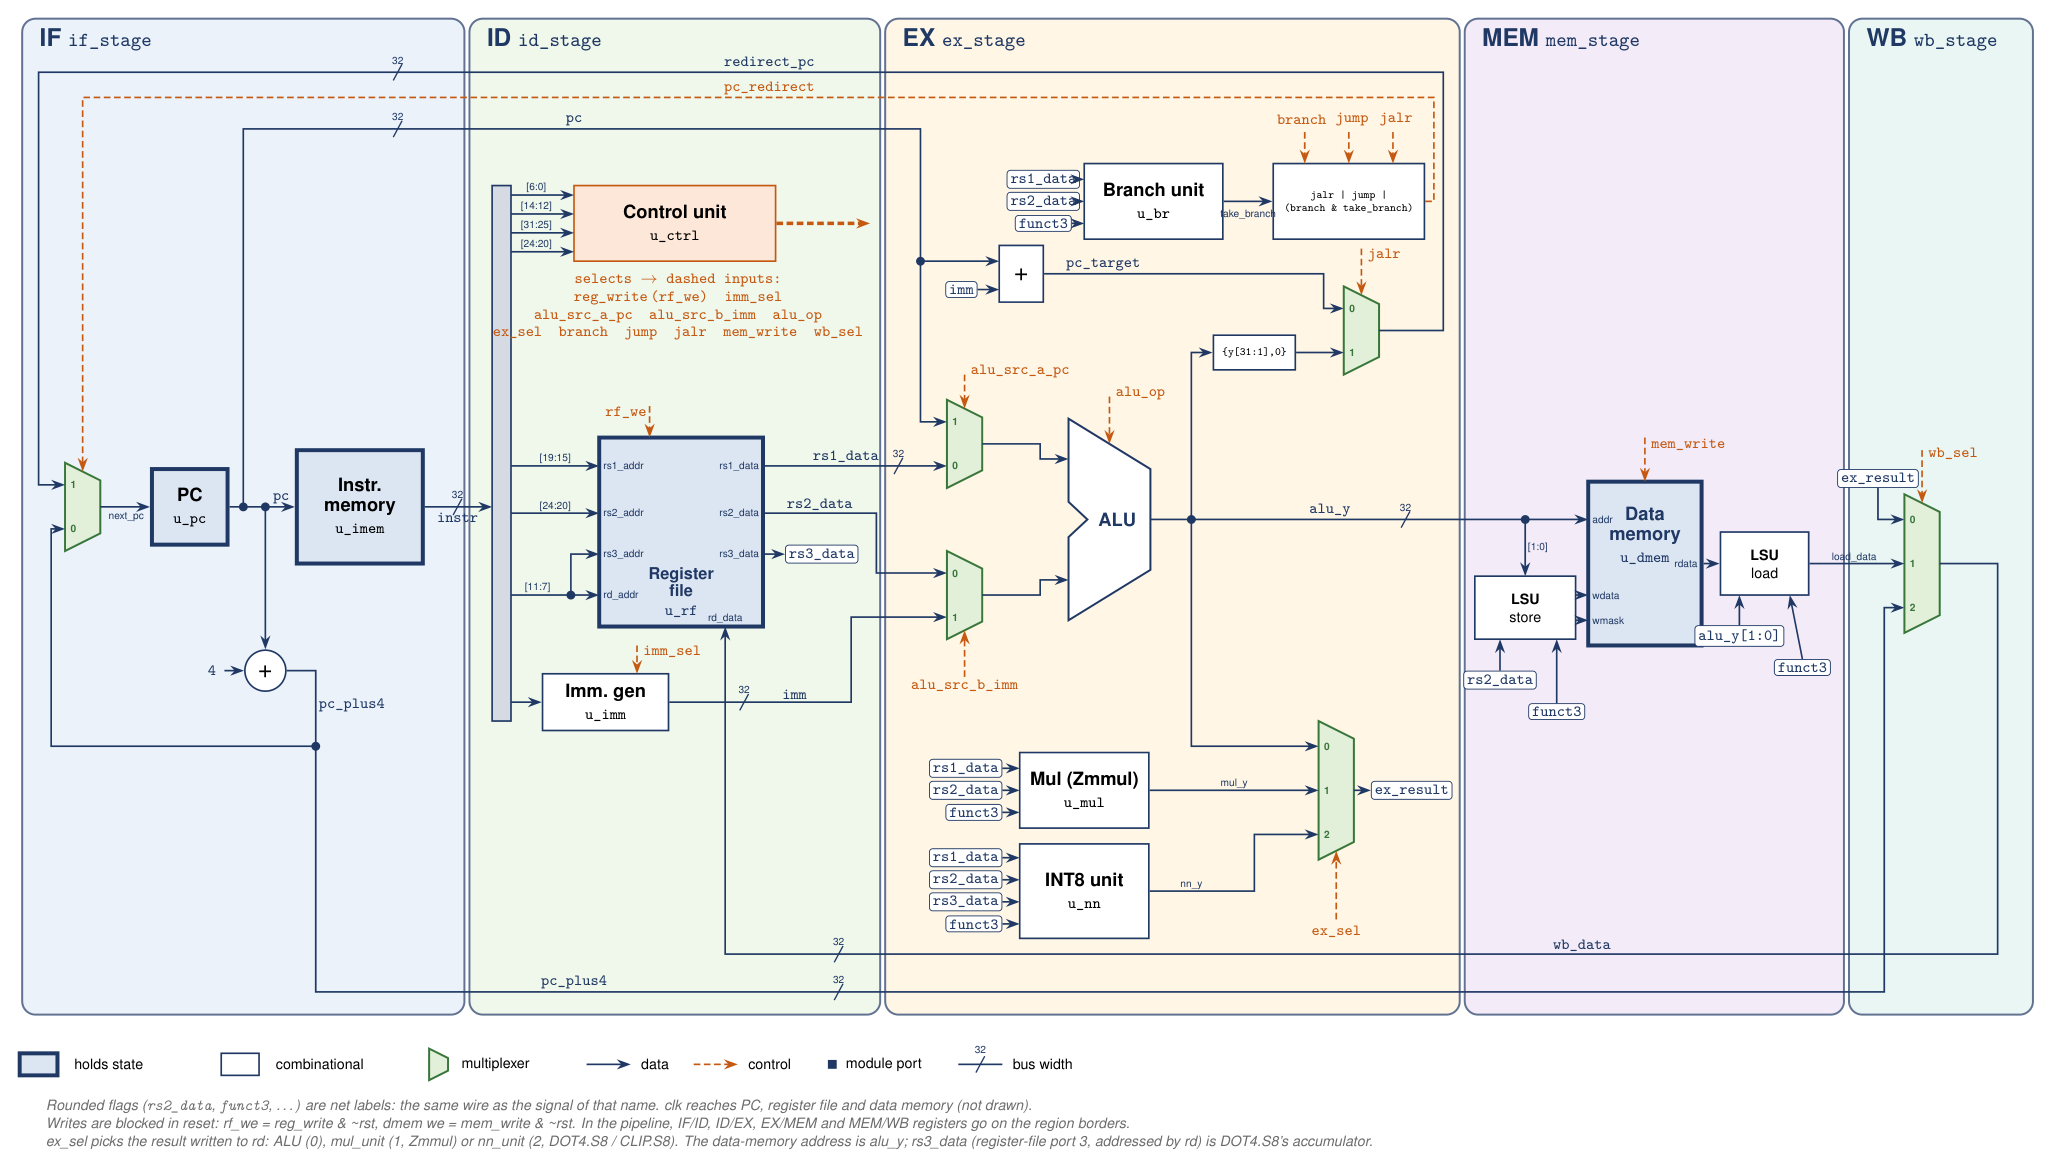 IF if_stage
ID id_stage
EX ex_stage
MEM mem_stage
WB wb_stage
32
redirect_pc
pc_redirect
32
pc
branch
jump
jalr
[6:0]
[14:12]
[31:25]
[24:20]
Control unit
u_ctrl
selects → dashed inputs:
reg_write (rf_we) imm_sel
alu_src_a_pc alu_src_b_imm alu_op
ex_sel branch jump jalr mem_write wb_sel
rs1_data
rs2_data
funct3
Branch unit
u_br
take_branch
jalr | jump |
(branch & take_branch)
imm
+
pc_target
jalr
0
1
{y[31:1],0}
alu_src_a_pc
1
0
alu_op
ALU
1
0
next_pc
PC
u_pc
pc
Instr.
memory
u_imem
32
instr
4
+
pc_plus4
rf_we
[19:15]
[24:20]
[11:7]
rs1_addr
rs2_addr
rs3_addr
rd_addr
rs1_data
rs2_data
rs3_data
Register
file
u_rf
rd_data
rs1_data
32
rs2_data
rs3_data
imm_sel
Imm. gen
u_imm
32
imm
0
1
alu_src_b_imm
alu_y
32
[1:0]
mem_write
addr
Data
memory
u_dmem
rdata
wdata
wmask
LSU
store
rs2_data
funct3
LSU
load
load_data
alu_y[1:0]
funct3
ex_result
wb_sel
0
1
2
rs1_data
rs2_data
funct3
Mul (Zmmul)
u_mul
mul_y
rs1_data
rs2_data
rs3_data
funct3
INT8 unit
u_nn
nn_y
0
1
2
ex_result
ex_sel
32
wb_data
pc_plus4
32
holds state
combinational
multiplexer
data
control
module port
32
bus width
Rounded flags (rs2_data, funct3, ...) are net labels: the same wire as the signal of that name. clk reaches PC, register file and data memory (not drawn).
Writes are blocked in reset: rf_we = reg_write & ~rst, dmem we = mem_write & ~rst. In the pipeline, IF/ID, ID/EX, EX/MEM and MEM/WB registers go on the region borders.
ex_sel picks the result written to rd: ALU (0), mul_unit (1, Zmmul) or nn_unit (2, DOT4.S8 / CLIP.S8). The data-memory address is alu_y; rs3_data (register-file port 3, addressed by rd) is DOT4.S8's accumulator.